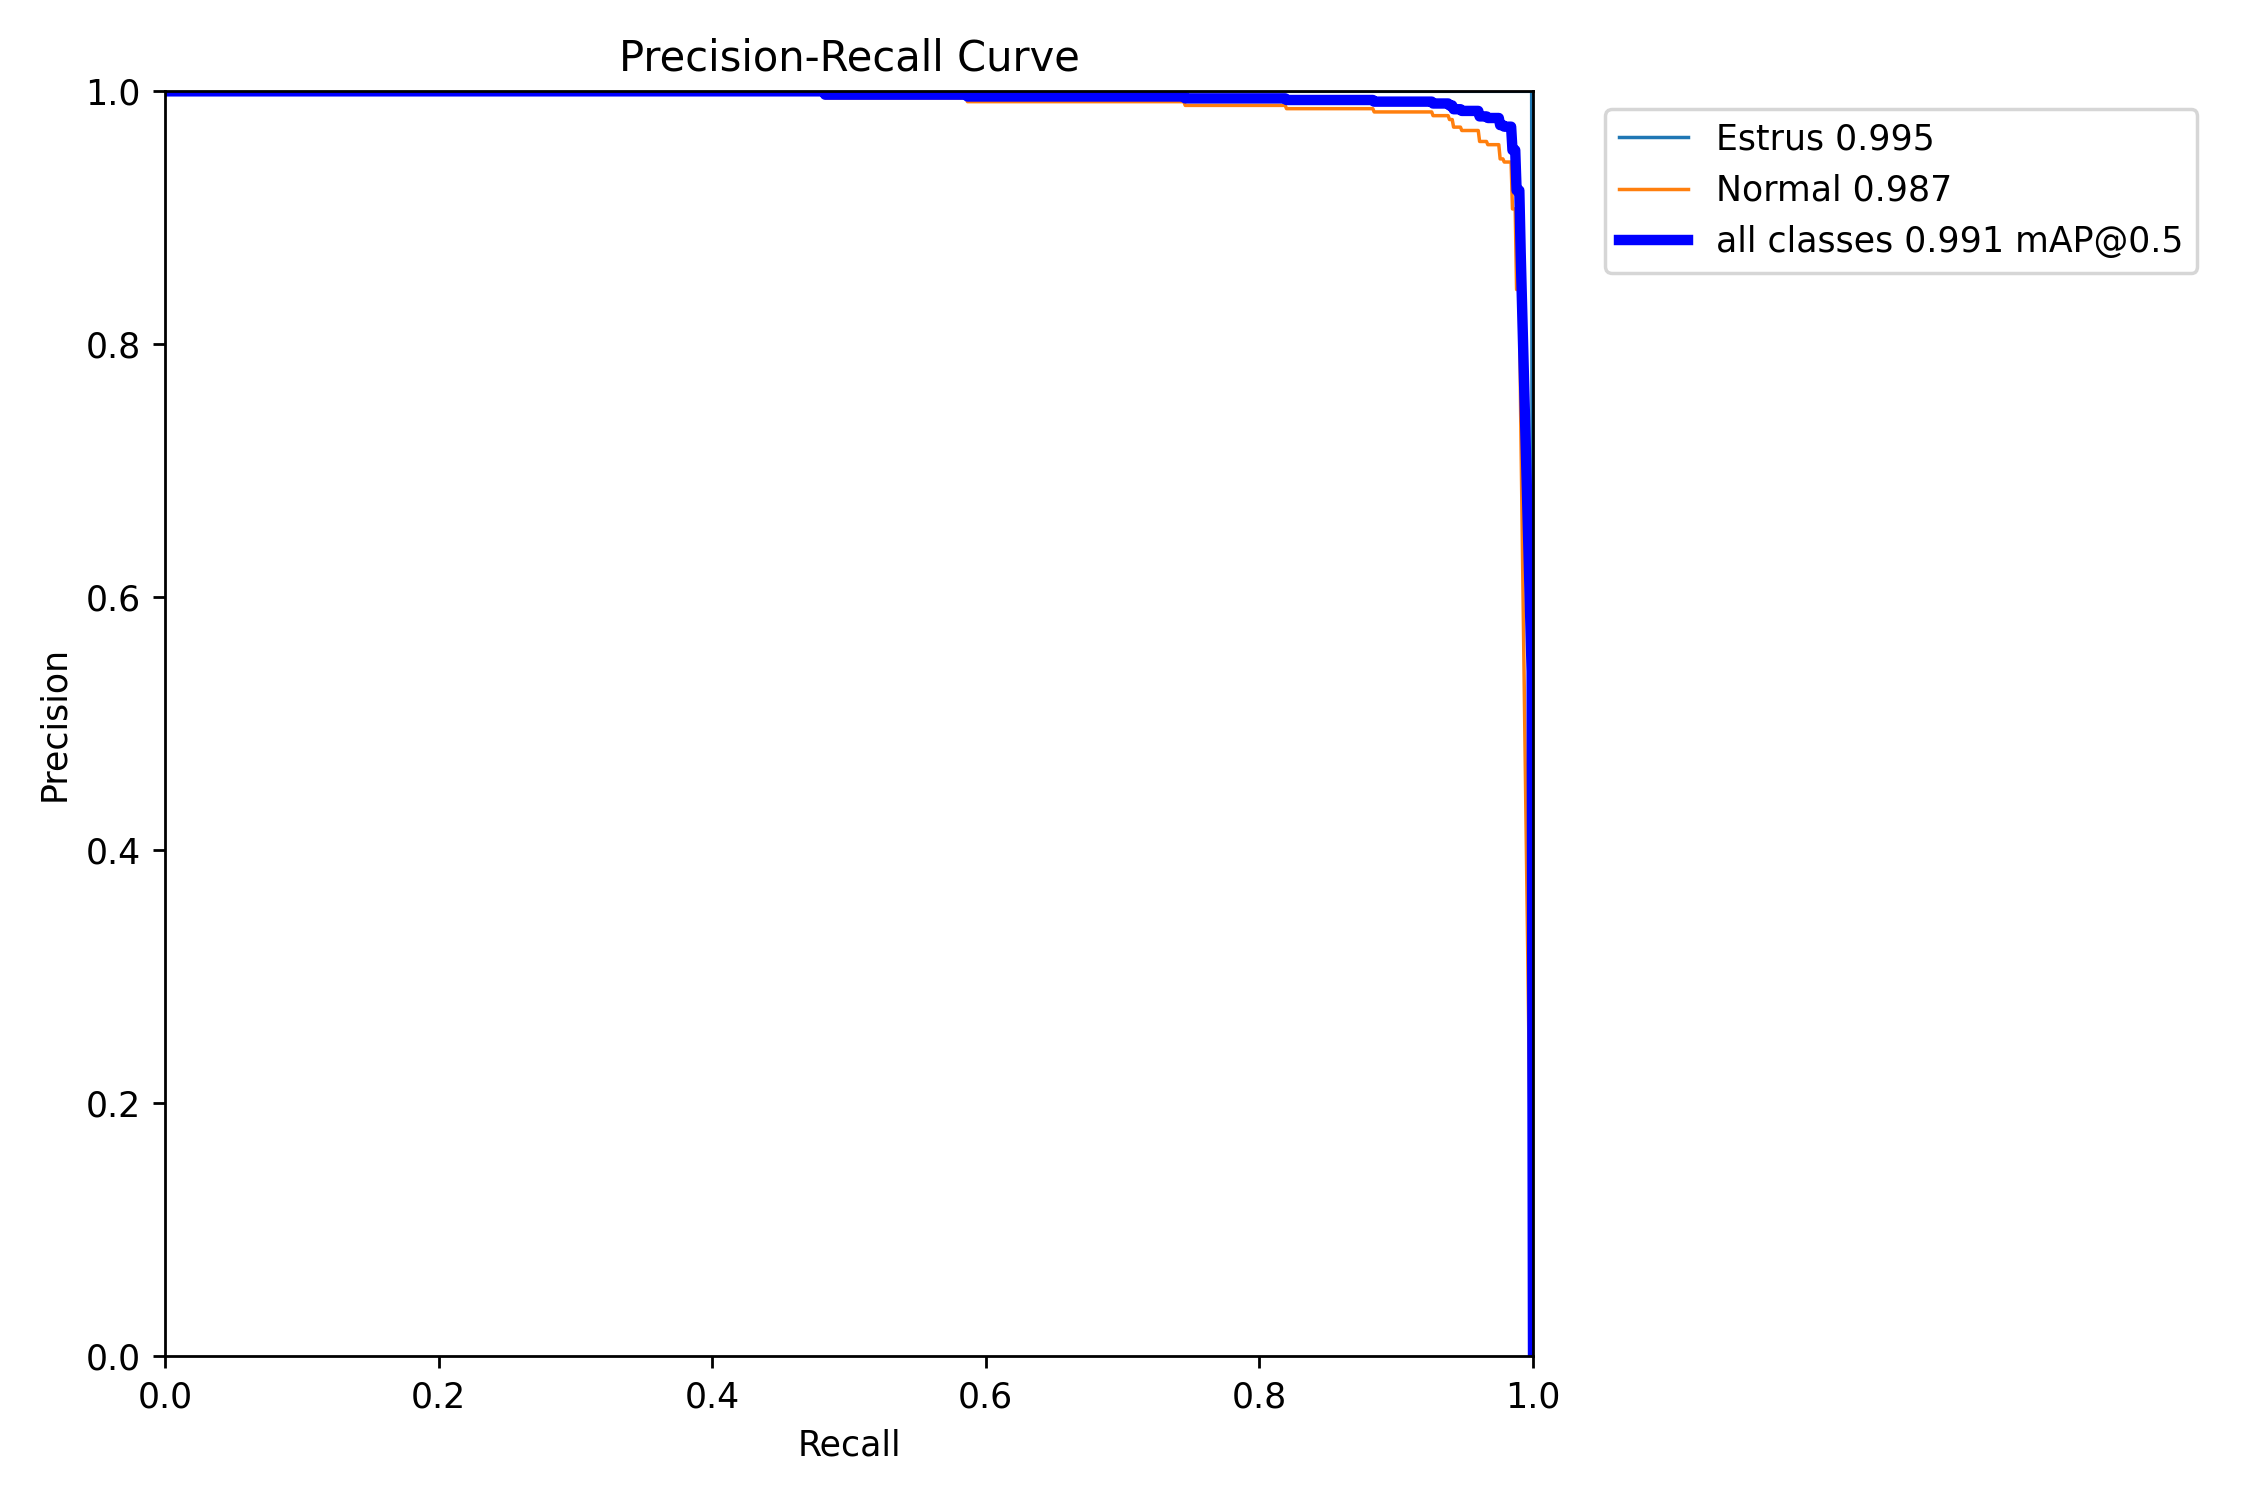 Precision-Recall Curve
1.0
0.8
0.6
0.4
0.2
0.0
Precision
0.0 0.2 0.4 0.6 0.8 1.0
Recall
Estrus 0.995
Normal 0.987
all classes 0.991 mAP@0.5